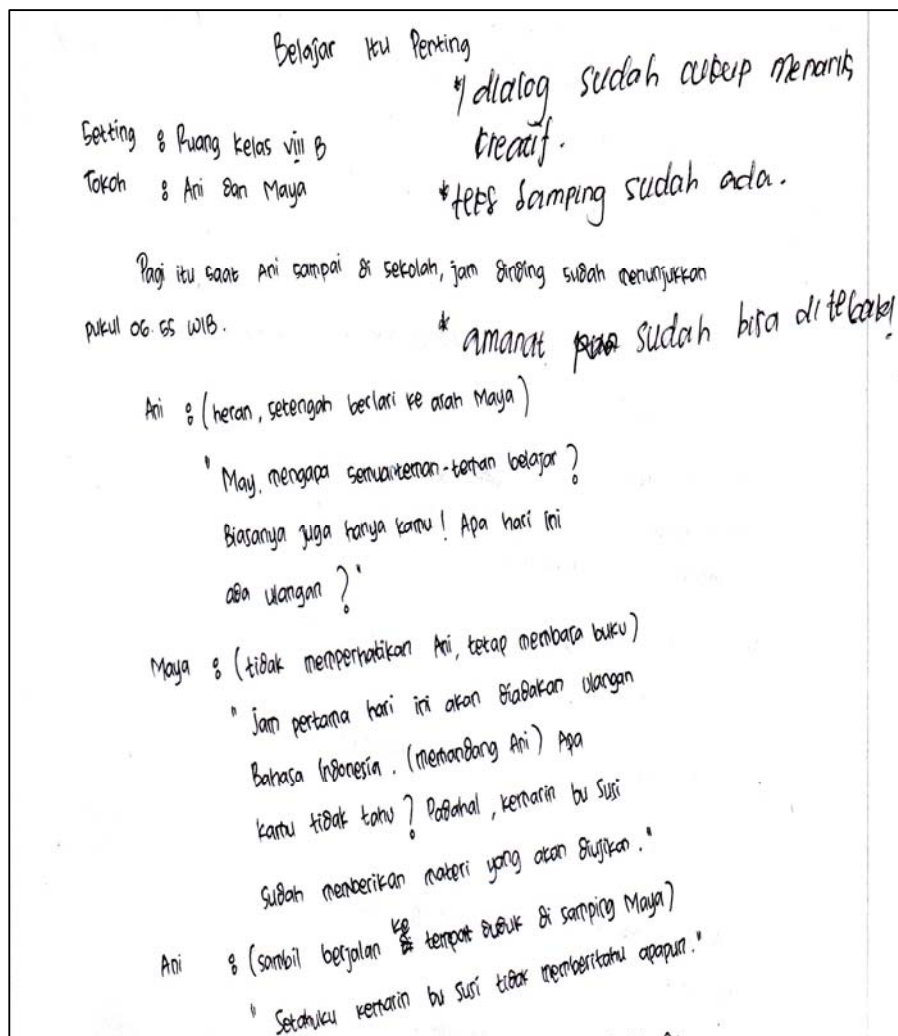 Belajar Itu Penting
*) dialog sudah cukup menarik
kreatif.
Setting : Ruang kelas VIII B
Tokoh : Ani dan Maya
* teks samping sudah ada.
Pagi itu saat Ani sampai di sekolah, jam dinding sudah menunjukkan
pukul 06.55 WIB.
* amanat sudah bisa ditebak!
Ani : (heran, setengah berlari ke arah Maya)
" May, mengapa semua teman-teman belajar ?
Biasanya juga hanya kamu ! Apa hari ini
ada ulangan ? "
Maya : (tidak memperhatikan Ani, tetap membaca buku)
" Jam pertama hari ini akan diadakan ulangan
Bahasa Indonesia. (memandang Ani) Apa
kamu tidak tahu ? Padahal, kemarin bu Susi
sudah memberikan materi yang akan diujikan. "
Ani : (sambil berjalan ke tempat duduk di samping Maya)
" Setahuku kemarin bu Susi tidak memberitahu apapun. "